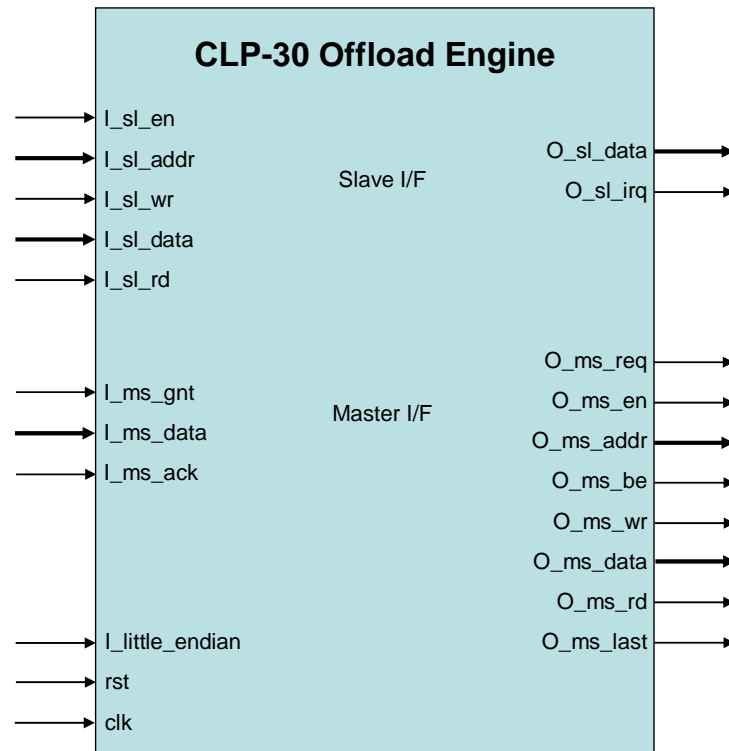 CLP-30 Offload Engine
I_sl_en
I_sl_addr
I_sl_wr
I_sl_data
I_sl_rd
Slave I/F
O_sl_data
O_sl_irq
I_ms_gnt
I_ms_data
I_ms_ack
Master I/F
O_ms_req
O_ms_en
O_ms_addr
O_ms_be
O_ms_wr
O_ms_data
O_ms_rd
O_ms_last
I_little_endian
rst
clk